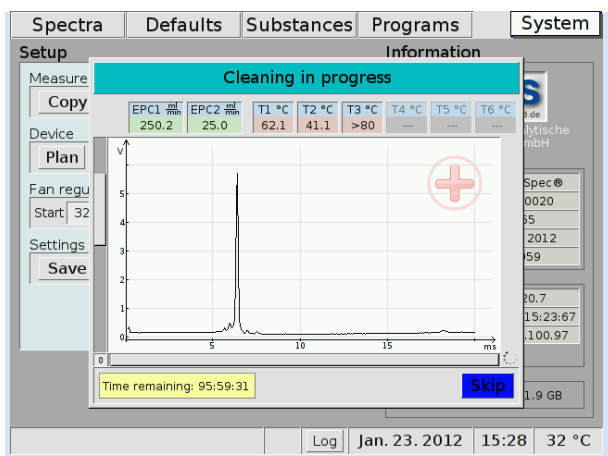 Spectra Defaults Substances Programs System
Setup Information
Measure
Copy
Device
Plan
Fan regu
Start 32
Settings
Save
Cleaning in progress
EPC1 ml/min EPC2 ml/min T1 °C T2 °C T3 °C T4 °C T5 °C T6 °C
250.2 25.0 62.1 41.1 >80 --- --- ---
V
5
4
3
2
1
0
5 10 15 ms
0
Time remaining: 95:59:31 Skip
S
d.de
lytische
mbH
Spec®
0020
2012
20.7
15:23:67
.100.97
1.9 GB
Log Jan. 23. 2012 15:28 32 °C